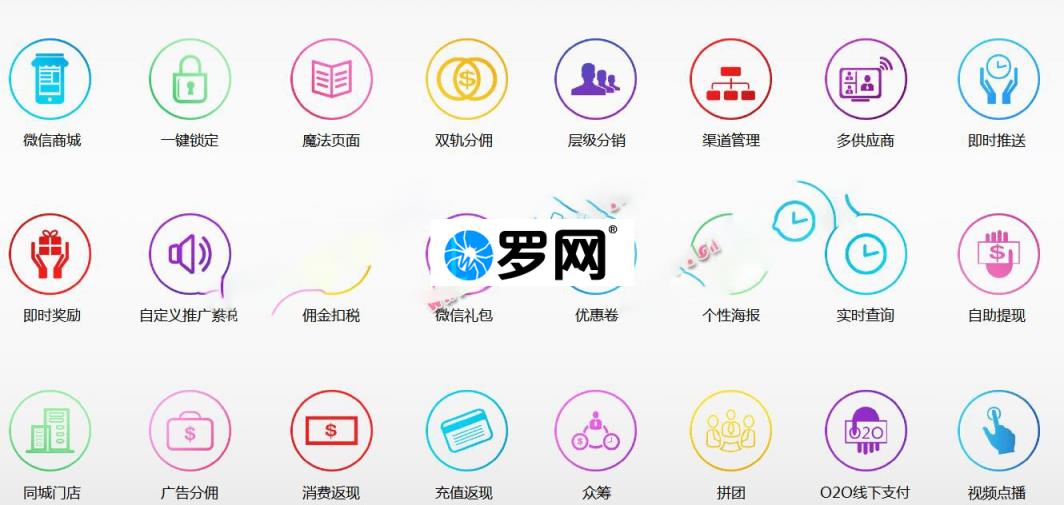 微信商城 一键锁定 魔法页面 双轨分佣 层级分销 渠道管理 多供应商 即时推送
罗网®
即时奖励 自定义推广 佣金扣税 微信礼包 优惠卷 个性海报 实时查询 自助提现
$
$ $ $ O2O
同城门店 广告分佣 消费返现 充值返现 众筹 拼团 O2O线下支付 视频点播